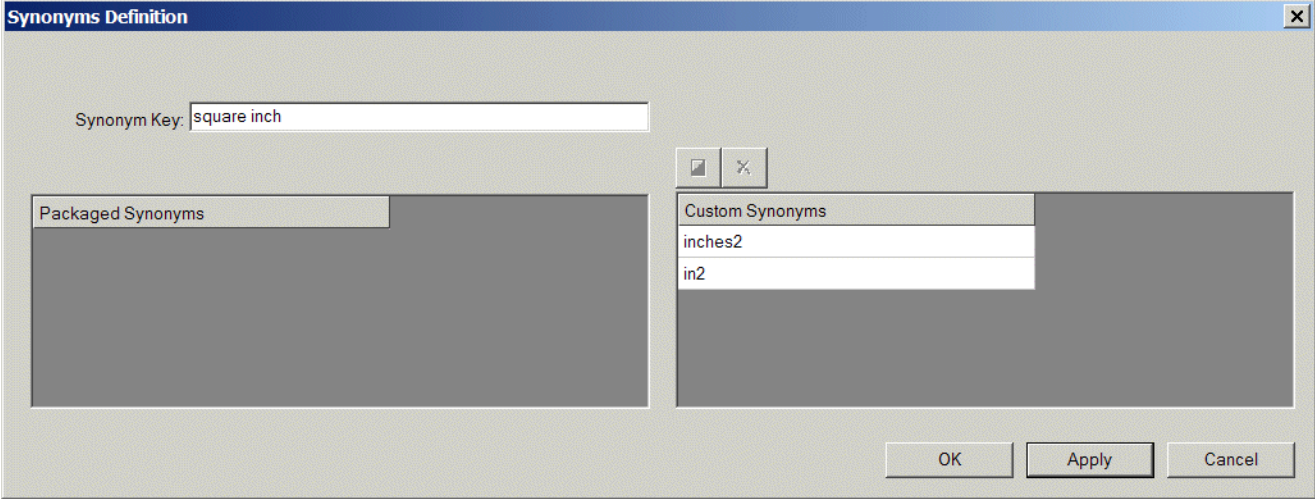 Synonyms Definition
Synonym Key: square inch
Packaged Synonyms
Custom Synonyms
inches2
in2
OK Apply Cancel